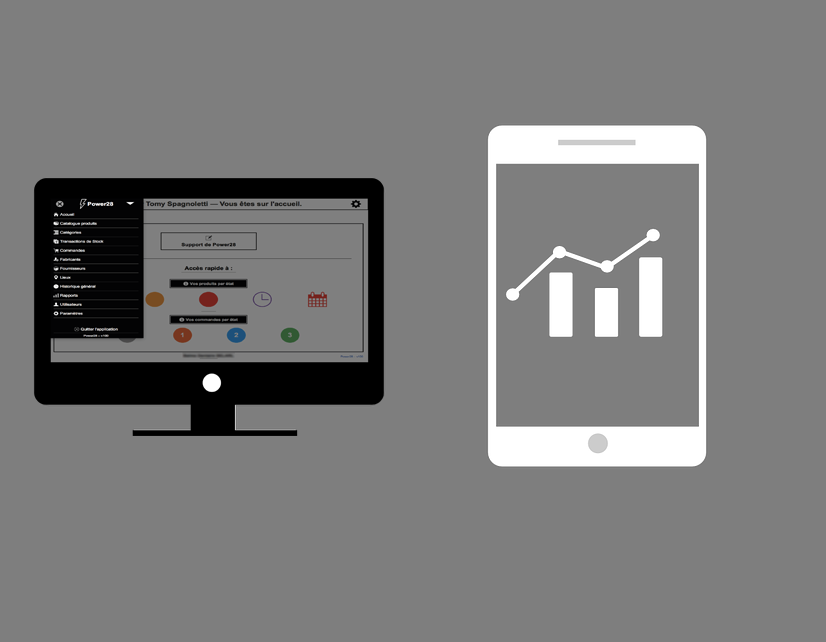 Power28
Tomy Spagnoletti — Vous êtes sur l'accueil.
Accueil
Catalogue produits
Catégories
Transactions de Stock
Commandes
Fabricants
Fournisseurs
Lieux
Historique général
Rapports
Utilisateurs
Paramètres
Quitter l'application
Support de Power28
Accès rapide à :
Vos produits par état
Vos commandes par état
1
2
3